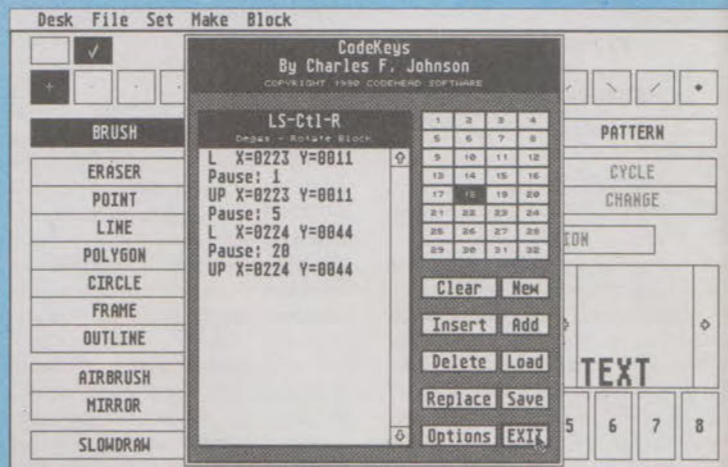 Desk File Set Make Block
CodeKeys
By Charles F. Johnson
COPYRIGHT 1990 CODEHEAD SOFTWARE
LS-Ctl-R
Degas - Rotate Block
L X=0223 Y=0011
Pause: 1
UP X=0223 Y=0011
Pause: 5
L X=0224 Y=0044
Pause: 20
UP X=0224 Y=0044
1 2 3 4
5 6 7 8
9 10 11 12
13 14 15 16
17 18 19 20
21 22 23 24
25 26 27 28
29 30 31 32
Clear New
Insert Add
Delete Load
Replace Save
Options EXIT
BRUSH
ERASER
POINT
LINE
POLYGON
CIRCLE
FRAME
OUTLINE
AIRBRUSH
MIRROR
SLOWDRAW
PATTERN
CYCLE
CHANGE
ION
TEXT
5 6 7 8